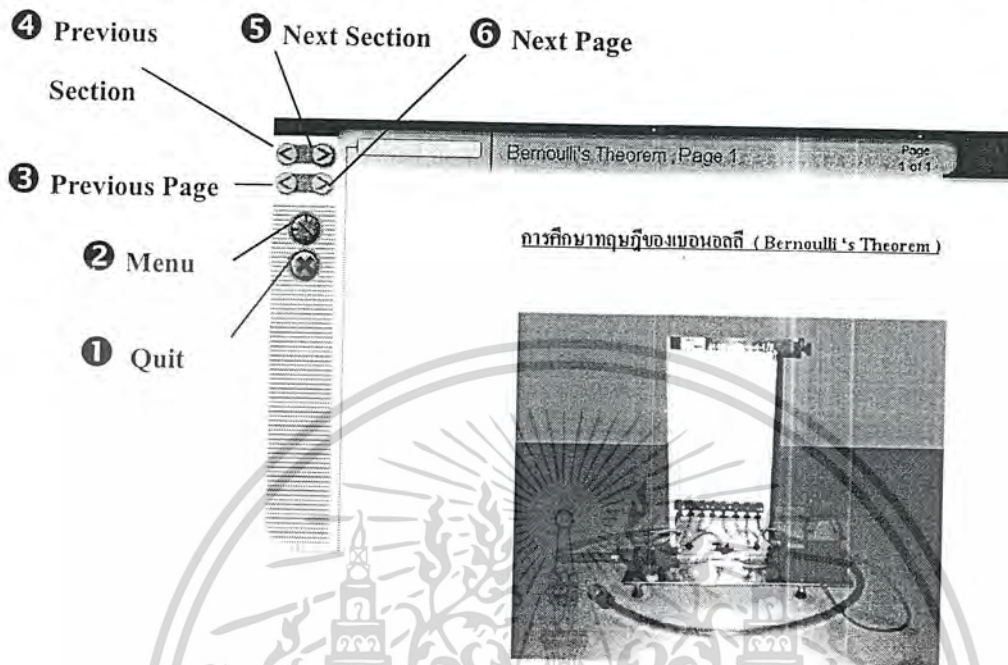 ❹ Previous Section
❺ Next Section
❻ Next Page
❸ Previous Page
❷ Menu
❶ Quit
Bernoulli's Theorem , Page 1
Page
1 of 1
การศึกษาทฤษฎีของเบอนอลลี ( Bernoulli 's Theorem )